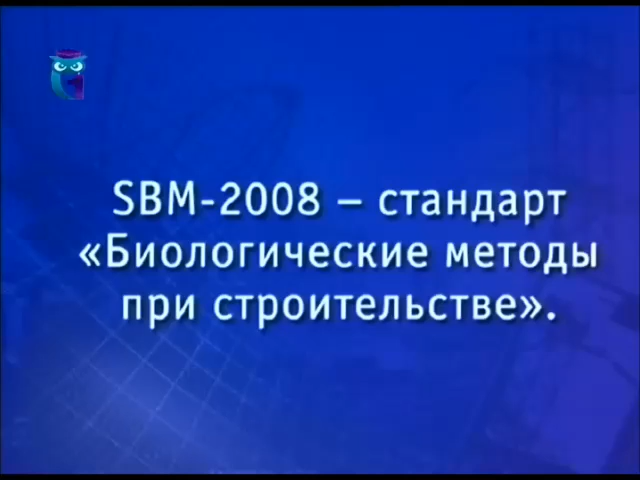 SBM-2008 – стандарт
«Биологические методы
при строительстве».